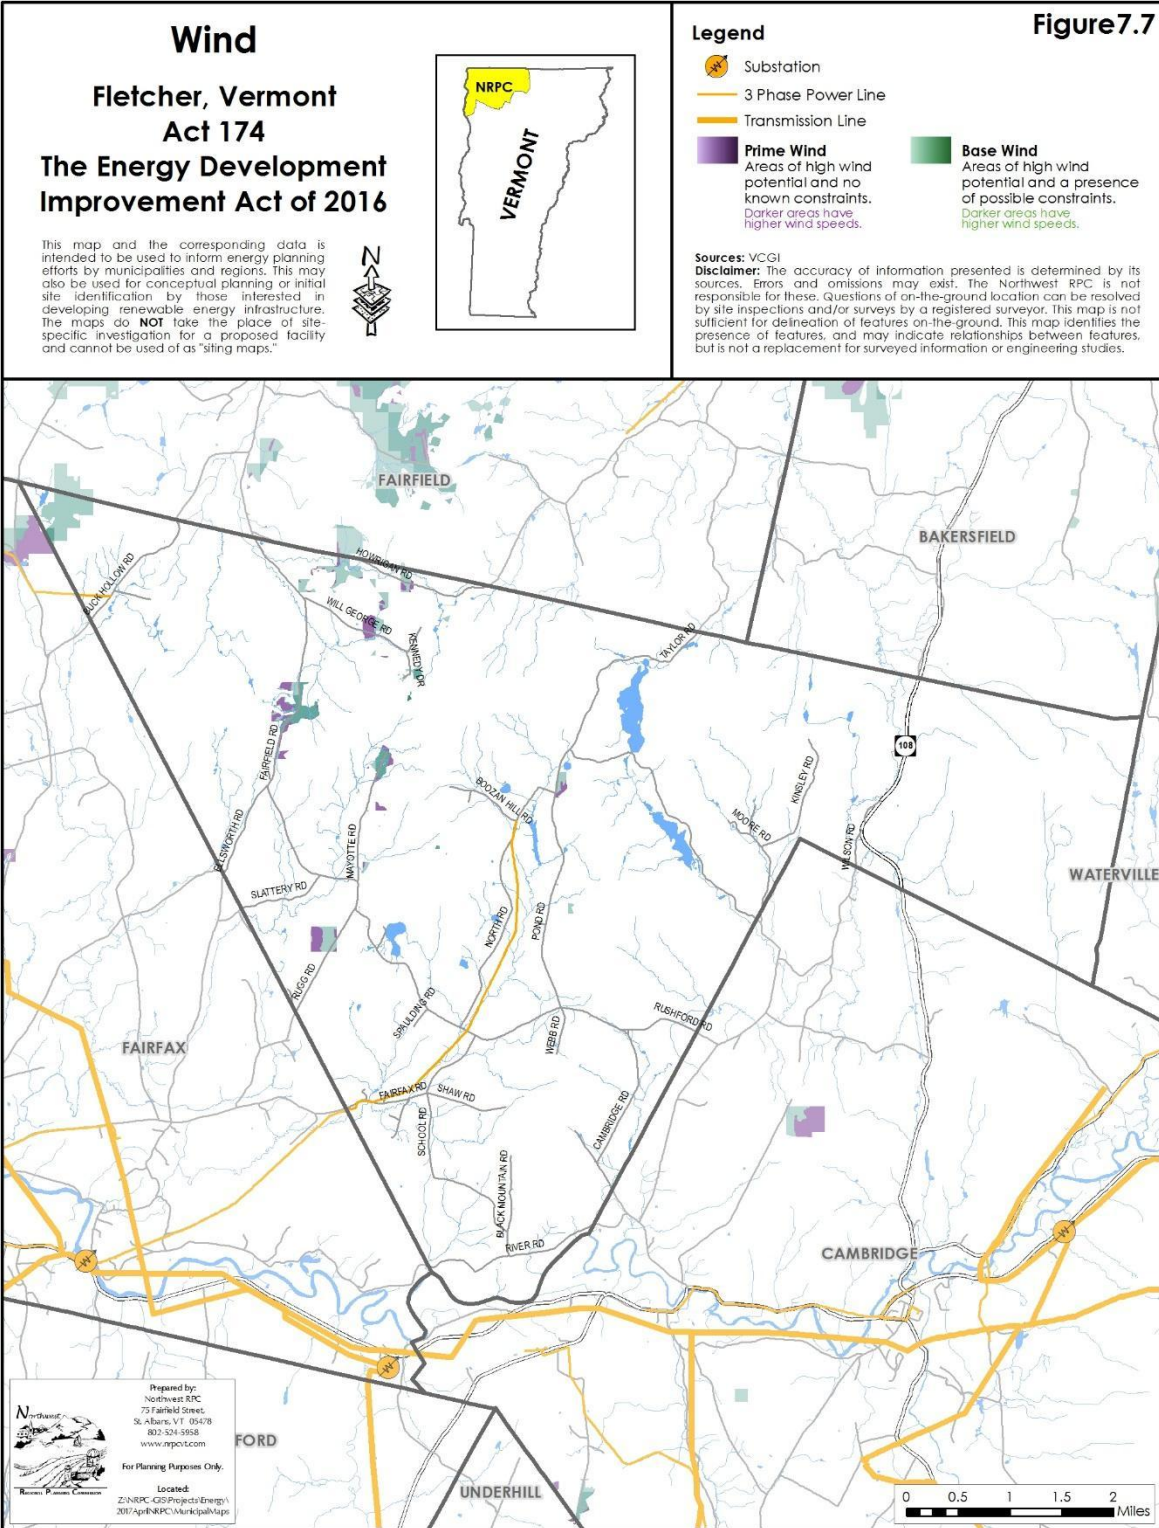 Wind
Fletcher, Vermont
Act 174
The Energy Development
Improvement Act of 2016
This map and the corresponding data is
intended to be used to inform energy planning
efforts by municipalities and regions. This may
also be used for conceptual planning or initial
site identification by those interested in
developing renewable energy infrastructure.
The maps do NOT take the place of site-
specific investigation for a proposed facility
and cannot be used of as "siting maps."
N
NRPC
VERMONT
Figure7.7
Legend
Substation
3 Phase Power Line
Transmission Line
Prime Wind
Areas of high wind
potential and no
known constraints.
Darker areas have
higher wind speeds.
Base Wind
Areas of high wind
potential and a presence
of possible constraints.
Darker areas have
higher wind speeds.
Sources: VCGI
Disclaimer: The accuracy of information presented is determined by its
sources. Errors and omissions may exist. The Northwest RPC is not
responsible for these. Questions of on-the-ground location can be resolved
by site inspections and/or surveys by a registered surveyor. This map is not
sufficient for delineation of features on-the-ground. This map identifies the
presence of features, and may indicate relationships between features,
but is not a replacement for surveyed information or engineering studies.
FAIRFIELD
BAKERSFIELD
HOWRIGAN RD
BUCK HOLLOW RD
WILL GEORGE RD
KENNEDY DR
TAYLOR RD
FAIRFIELD RD
108
BOOZAN HILL RD
KINSLEY RD
MOORE RD
ELLSWORTH RD
MAYOTTE RD
WILSON RD
WATERVILLE
SLATTERY RD
NORTH RD
POND RD
RUGG RD
SPAULDING RD
RUSHFORD RD
WEBB RD
FAIRFAX
FAIRFAX RD
SHAW RD
SCHOOL RD
CAMBRIDGE RD
BLACK MOUNTAIN RD
RIVER RD
CAMBRIDGE
FORD
UNDERHILL
Northwest
Regional Planning Commission
Prepared by:
Northwest RPC
75 Fairfield Street,
St. Albans, VT 05478
802-524-5958
www.nrpcvt.com
For Planning Purposes Only.
Located:
Z:\NRPC-GIS\Projects\Energy\
2017AprilNRPC\MunicipalMaps
0 0.5 1 1.5 2
Miles